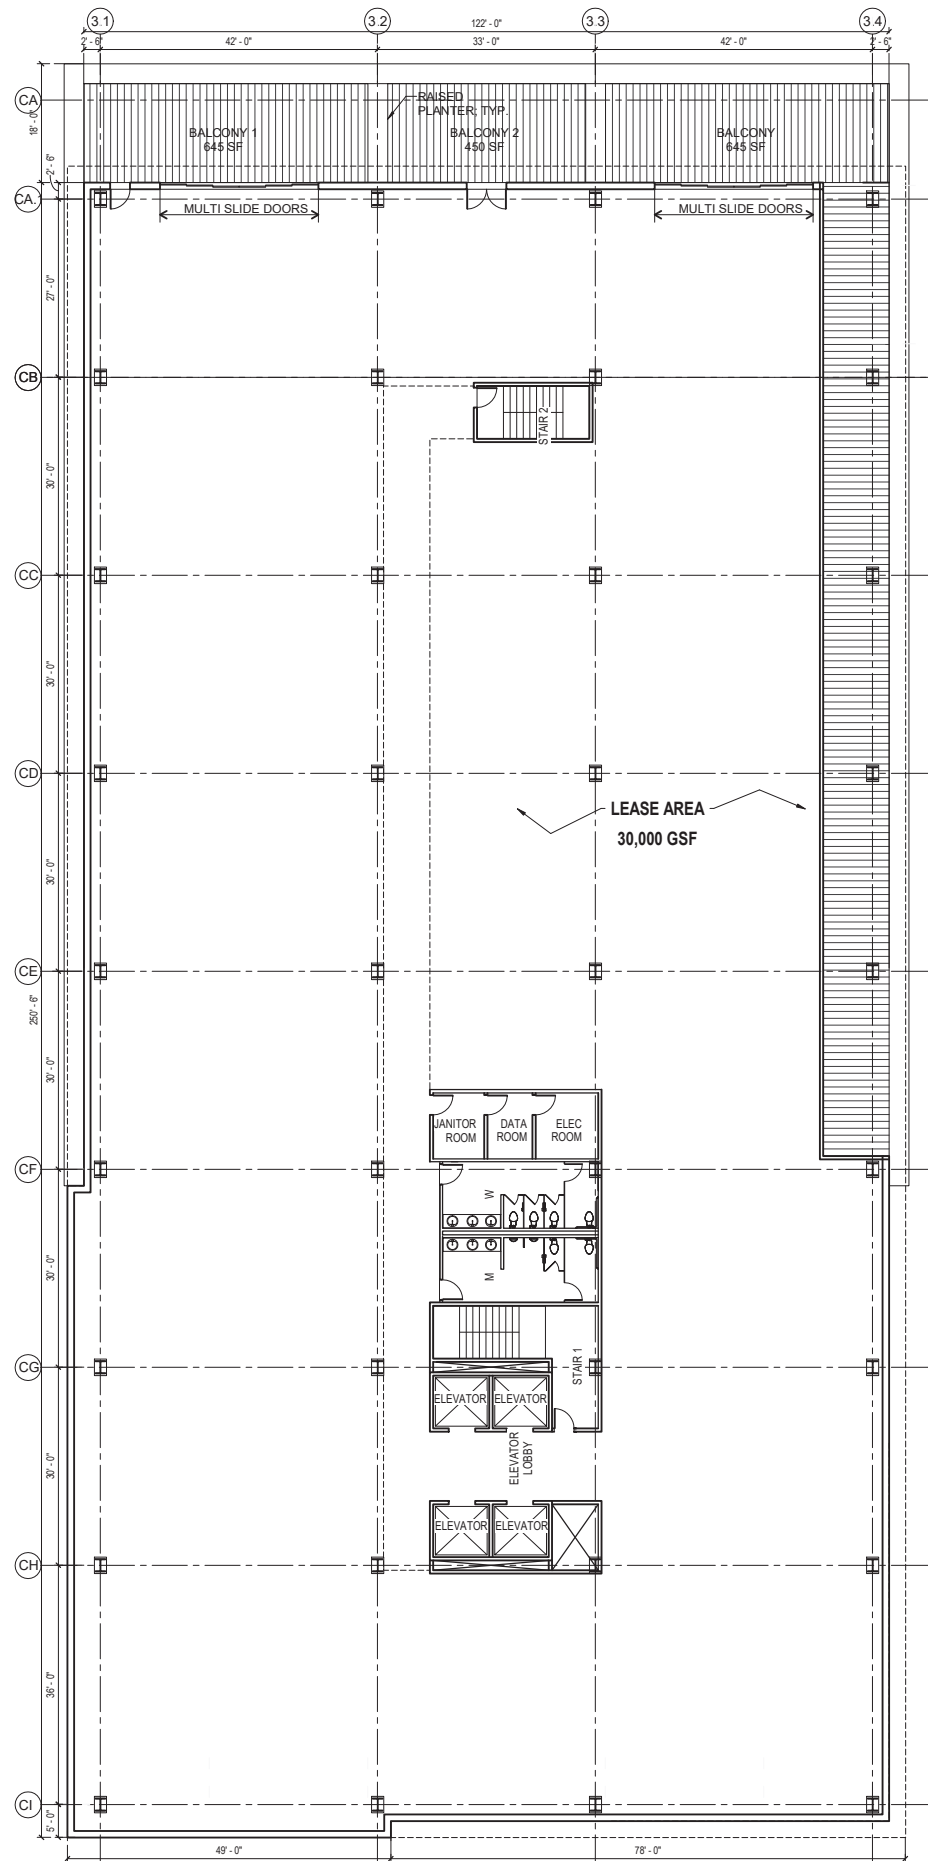 3.1
3.2
3.3
3.4
122' - 0"
2' - 6"
42' - 0"
33' - 0"
42' - 0"
2' - 6"
CA
18' - 0"
RAISED
PLANTER, TYP.
BALCONY 1
645 SF
BALCONY 2
450 SF
BALCONY
645 SF
2' - 6"
CA.
MULTI SLIDE DOORS
MULTI SLIDE DOORS
27' - 0"
CB
STAIR 2
30' - 0"
CC
30' - 0"
CD
LEASE AREA
30,000 GSF
30' - 0"
CE
250' - 6"
30' - 0"
JANITOR
ROOM
DATA
ROOM
ELEC
ROOM
CF
W
30' - 0"
M
CG
STAIR 1
ELEVATOR
ELEVATOR
ELEVATOR
LOBBY
30' - 0"
ELEVATOR
ELEVATOR
CH
36' - 0"
CI
5' - 0"
49' - 0"
78' - 0"